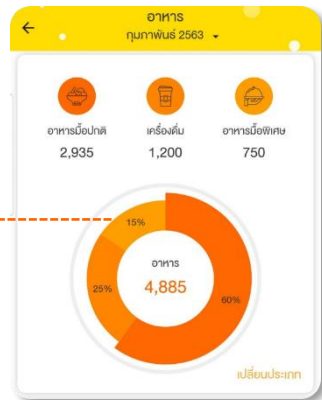 อาหาร
กุมภาพันธ์ 2563
อาหารมื้อปกติ เครื่องดื่ม อาหารมื้อพิเศษ
2,935 1,200 750
15%
อาหาร
4,885
25%
60%
เปลี่ยนประเภท